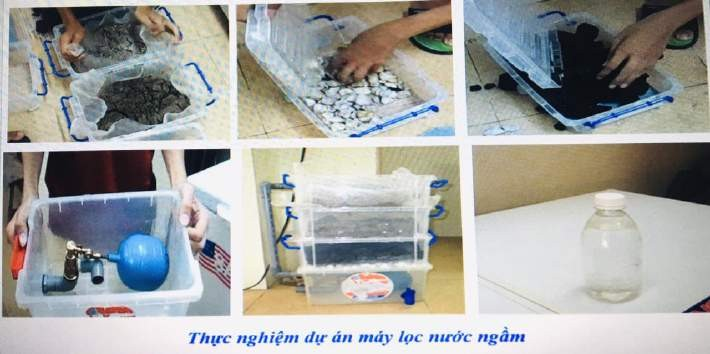 Thực nghiệm dự án máy lọc nước ngầm